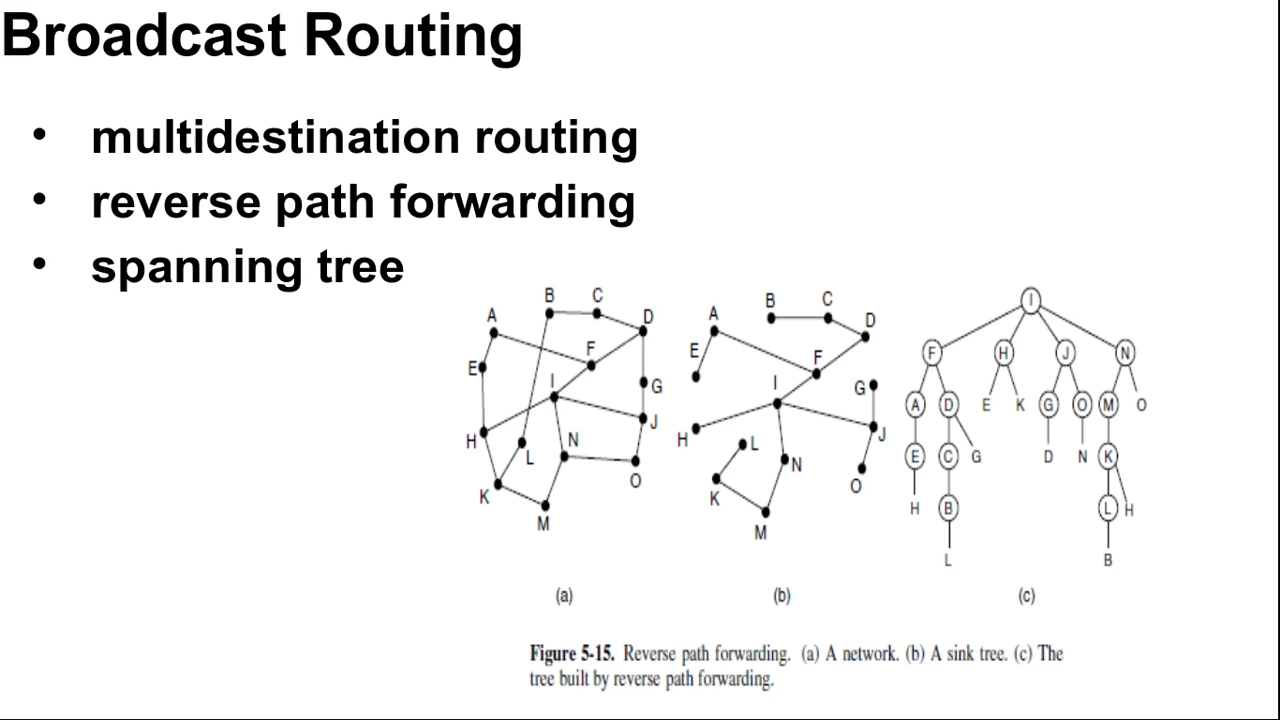 Broadcast Routing
• multidestination routing
• reverse path forwarding
• spanning tree
B C
A D
F
E I G
H J
L N
K O
M
B C
A D
E F
I G
H J
L N
K O
M
I
F H J N
A D E K G O M O
E C G D N K
H B L H
L B
(a) (b) (c)
Figure 5-15. Reverse path forwarding. (a) A network. (b) A sink tree. (c) The
tree built by reverse path forwarding.